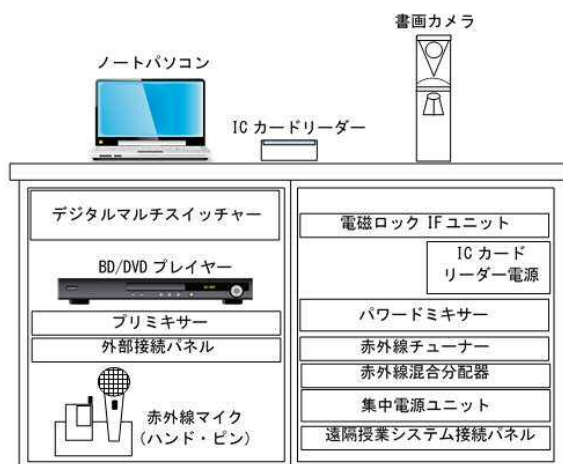 書画カメラ
ノートパソコン
IC カードリーダー
デジタルマルチスイッチャー
BD/DVD プレイヤー
プリミキサー
外部接続パネル
赤外線マイク
(ハンド・ピン)
電磁ロック IF ユニット
IC カード
リーダー電源
パワードミキサー
赤外線チューナー
赤外線混合分配器
集中電源ユニット
遠隔授業システム接続パネル